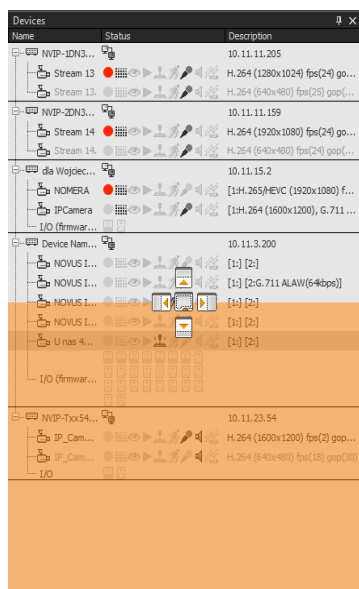 Devices
Name Status Description
NVIP-1DN3... 10.11.11.205
Stream 13 H.264 (1280x1024) fps(24) go...
Stream 13. H.264 (640x480) fps(25) gop(...
NVIP-2DN3... 10.11.11.159
Stream 14 H.264 (1920x1080) fps(24) go...
Stream 14. H.264 (640x480) fps(24) gop(...
dla Wojciec... 10.11.15.2
NOMERA [1:H.265/HEVC (1920x1080) f...
IPCamera [1:H.264 (1600x1200), G.711 ...
I/O (firmwar...
Device Nam... 10.11.3.200
NOVUS I... [1:] [2:]
NOVUS I... [1:] [2:G.711 ALAW(64kbps)]
NOVUS I... [1:] [2:]
NOVUS I... [1:] [2:]
U nas 4... [1:] [2:]
I/O (firmwar...
NVIP-Txx54... 10.11.23.54
IP_Cam... H.264 (1600x1200) fps(2) gop...
IP_Cam... H.264 (640x480) fps(18) gop(30)
I/O